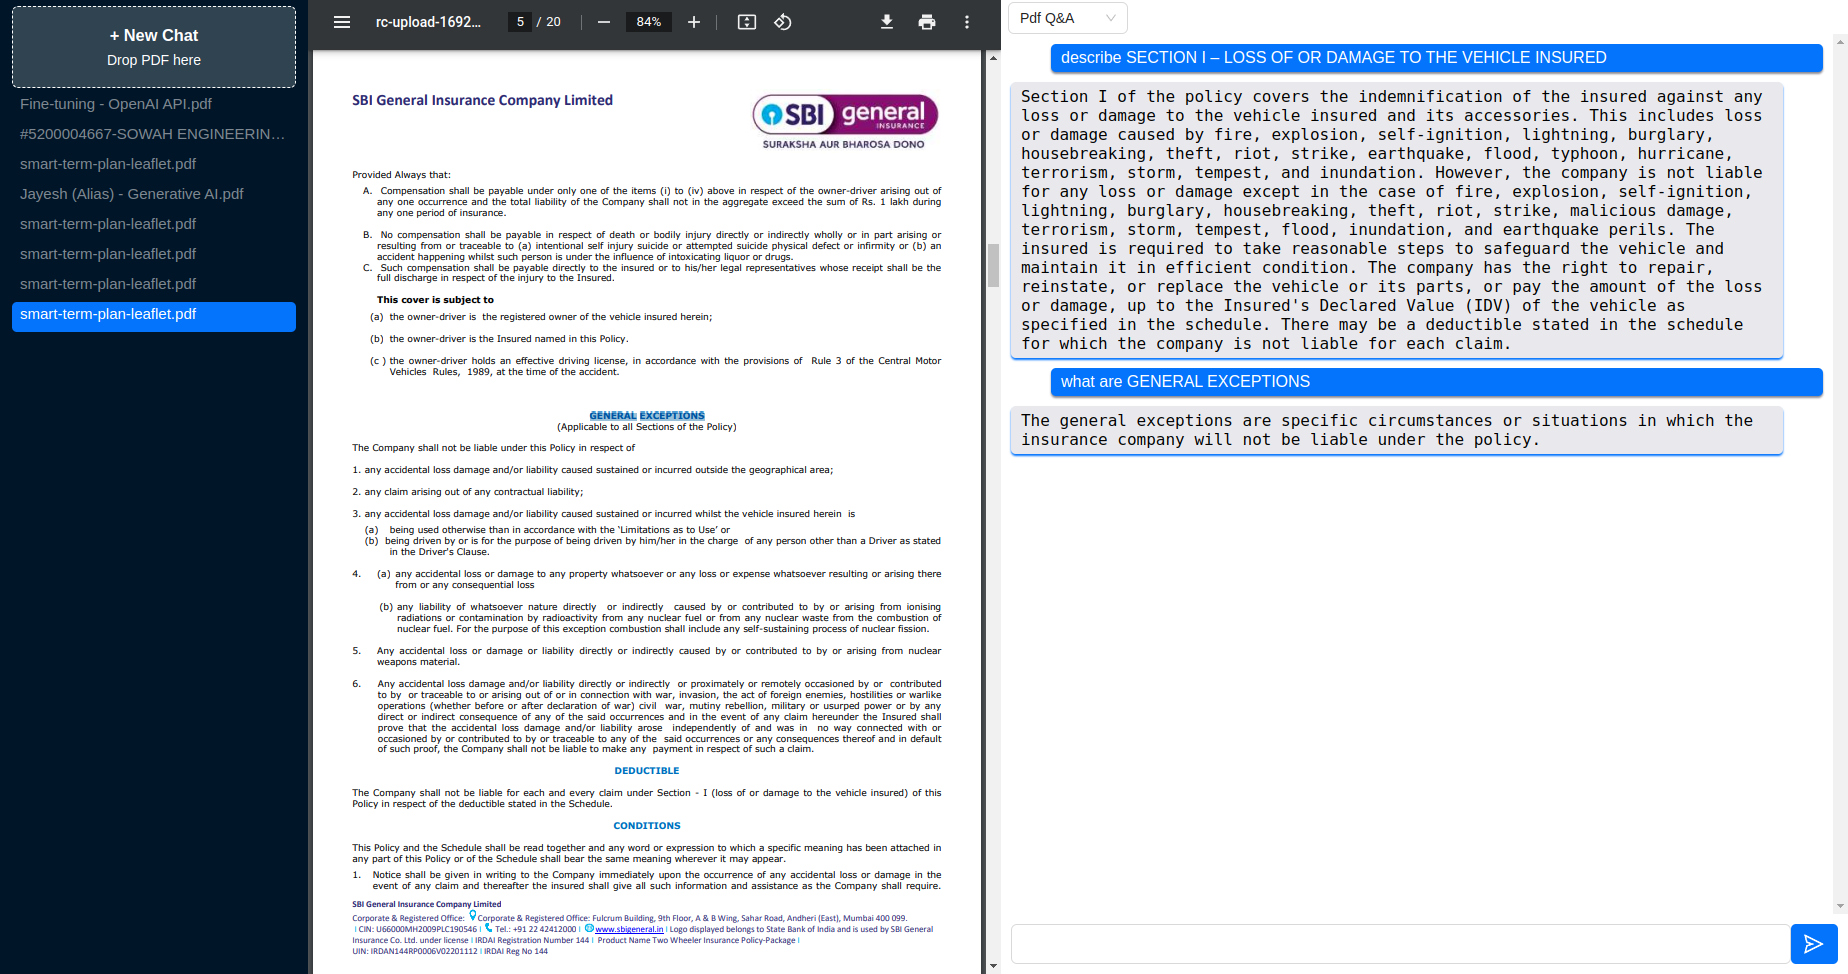 + New Chat
Drop PDF here
Fine-tuning - OpenAI API.pdf
#5200004667-SOWAH ENGINEERIN...
smart-term-plan-leaflet.pdf
Jayesh (Alias) - Generative AI.pdf
smart-term-plan-leaflet.pdf
smart-term-plan-leaflet.pdf
smart-term-plan-leaflet.pdf
smart-term-plan-leaflet.pdf
rc-upload-1692... 5 / 20 84%
SBI General Insurance Company Limited
SBI general
INSURANCE
SURAKSHA AUR BHAROSA DONO
Provided Always that:
A. Compensation shall be payable under only one of the items (i) to (iv) above in respect of the owner-driver arising out of
any one occurrence and the total liability of the Company shall not in the aggregate exceed the sum of Rs. 1 lakh during
any one period of insurance.
B. No compensation shall be payable in respect of death or bodily injury directly or indirectly wholly or in part arising or
resulting from or traceable to (a) intentional self injury suicide or attempted suicide physical defect or infirmity or (b) an
accident happening whilst such person is under the influence of intoxicating liquor or drugs.
C. Such compensation shall be payable directly to the insured or to his/her legal representatives whose receipt shall be the
full discharge in respect of the injury to the Insured.
This cover is subject to
(a) the owner-driver is the registered owner of the vehicle insured herein;
(b) the owner-driver is the Insured named in this Policy.
(c ) the owner-driver holds an effective driving license, in accordance with the provisions of Rule 3 of the Central Motor
Vehicles Rules, 1989, at the time of the accident.
GENERAL EXCEPTIONS
(Applicable to all Sections of the Policy)
The Company shall not be liable under this Policy in respect of
1. any accidental loss damage and/or liability caused sustained or incurred outside the geographical area;
2. any claim arising out of any contractual liability;
3. any accidental loss damage and/or liability caused sustained or incurred whilst the vehicle insured herein is
(a) being used otherwise than in accordance with the 'Limitations as to Use' or
(b) being driven by or is for the purpose of being driven by him/her in the charge of any person other than a Driver as stated
in the Driver's Clause.
4. (a) any accidental loss or damage to any property whatsoever or any loss or expense whatsoever resulting or arising there
from or any consequential loss
(b) any liability of whatsoever nature directly or indirectly caused by or contributed to by or arising from ionising
radiations or contamination by radioactivity from any nuclear fuel or from any nuclear waste from the combustion of
nuclear fuel. For the purpose of this exception combustion shall include any self-sustaining process of nuclear fission.
5. Any accidental loss or damage or liability directly or indirectly caused by or contributed to by or arising from nuclear
weapons material.
6. Any accidental loss damage and/or liability directly or indirectly or proximately or remotely occasioned by or contributed
to by or traceable to or arising out of or in connection with war, invasion, the act of foreign enemies, hostilities or warlike
operations (whether before or after declaration of war) civil war, mutiny rebellion, military or usurped power or by any
direct or indirect consequence of any of the said occurrences and in the event of any claim hereunder the Insured shall
prove that the accidental loss damage and/or liability arose independently of and was in no way connected with or
occasioned by or contributed to by or traceable to any of the said occurrences or any consequences thereof and in default
of such proof, the Company shall not be liable to make any payment in respect of such a claim.
DEDUCTIBLE
The Company shall not be liable for each and every claim under Section - I (loss of or damage to the vehicle insured) of this
Policy in respect of the deductible stated in the Schedule.
CONDITIONS
This Policy and the Schedule shall be read together and any word or expression to which a specific meaning has been attached in
any part of this Policy or of the Schedule shall bear the same meaning wherever it may appear.
1. Notice shall be given in writing to the Company immediately upon the occurrence of any accidental loss or damage in the
event of any claim and thereafter the insured shall give all such information and assistance as the Company shall require.
SBI General Insurance Company Limited
Corporate & Registered Office: Corporate & Registered Office: Fulcrum Building, 9th Floor, A & B Wing, Sahar Road, Andheri (East), Mumbai 400 099.
| CIN: U66000MH2009PLC190546 | Tel.: +91 22 42412000 | www.sbigeneral.in | Logo displayed belongs to State Bank of India and is used by SBI General
Insurance Co. Ltd. under license | IRDAI Registration Number 144 | Product Name Two Wheeler Insurance Policy-Package |
UIN: IRDAN144RP0006V02201112 | IRDAI Reg No 144
Pdf Q&A
describe SECTION I – LOSS OF OR DAMAGE TO THE VEHICLE INSURED
Section I of the policy covers the indemnification of the insured against any
loss or damage to the vehicle insured and its accessories. This includes loss
or damage caused by fire, explosion, self-ignition, lightning, burglary,
housebreaking, theft, riot, strike, earthquake, flood, typhoon, hurricane,
terrorism, storm, tempest, and inundation. However, the company is not liable
for any loss or damage except in the case of fire, explosion, self-ignition,
lightning, burglary, housebreaking, theft, riot, strike, malicious damage,
terrorism, storm, tempest, flood, inundation, and earthquake perils. The
insured is required to take reasonable steps to safeguard the vehicle and
maintain it in efficient condition. The company has the right to repair,
reinstate, or replace the vehicle or its parts, or pay the amount of the loss
or damage, up to the Insured's Declared Value (IDV) of the vehicle as
specified in the schedule. There may be a deductible stated in the schedule
for which the company is not liable for each claim.
what are GENERAL EXCEPTIONS
The general exceptions are specific circumstances or situations in which the
insurance company will not be liable under the policy.